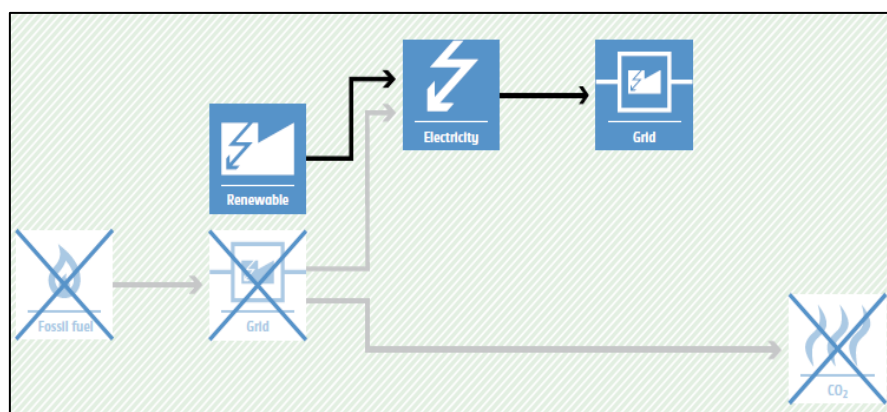 Electricity
Grid
Renewable
Fossil fuel
Grid
CO₂